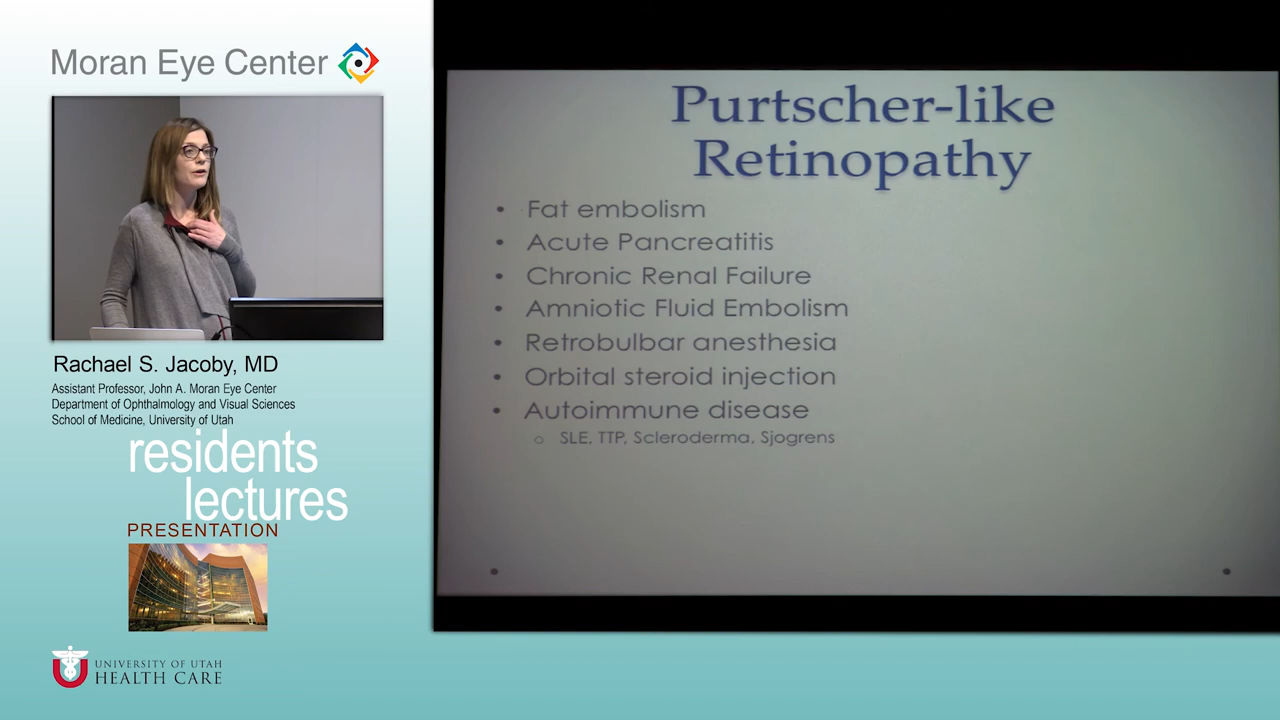 Moran Eye Center
Rachael S. Jacoby, MD
Assistant Professor, John A. Moran Eye Center
Department of Ophthalmology and Visual Sciences
School of Medicine, University of Utah
residents
lectures
PRESENTATION
UNIVERSITY OF UTAH
HEALTH CARE
Purtscher-like
Retinopathy
• Fat embolism
• Acute Pancreatitis
• Chronic Renal Failure
• Amniotic Fluid Embolism
• Retrobulbar anesthesia
• Orbital steroid injection
• Autoimmune disease
o SLE, TTP, Scleroderma, Sjogrens